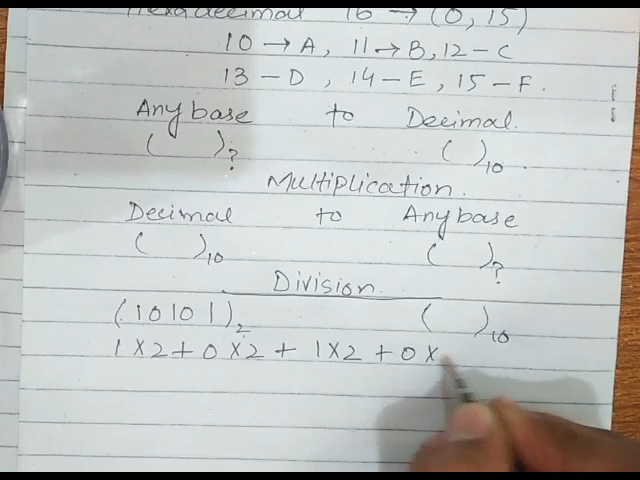 Hexadecimal 16 → (0, 15)
10 → A, 11 → B, 12 - C
13 - D, 14 - E, 15 - F.
Any base to Decimal.
( )? ( )10
Multiplication.
Decimal to Any base
( )10 ( )?
Division.
(10101)2 ( )10
1 x 2 + 0 x 2 + 1 x 2 + 0 x